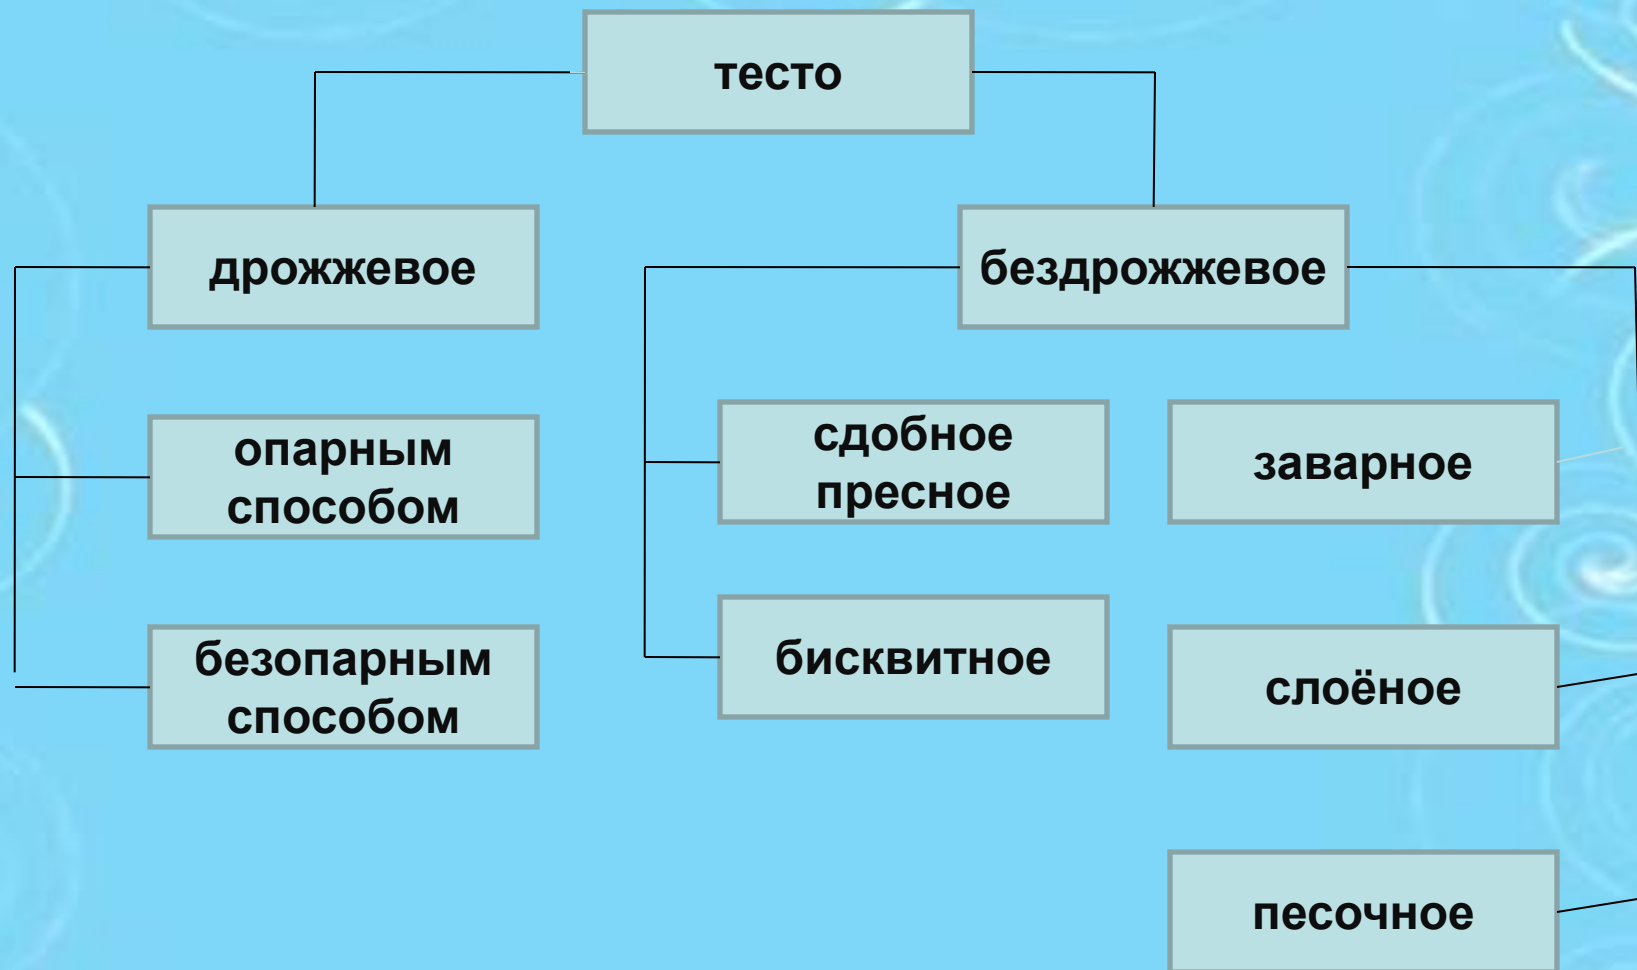 тесто
дрожжевое
бездрожжевое
опарным
способом
сдобное
пресное
заварное
безопарным
способом
бисквитное
слоёное
песочное